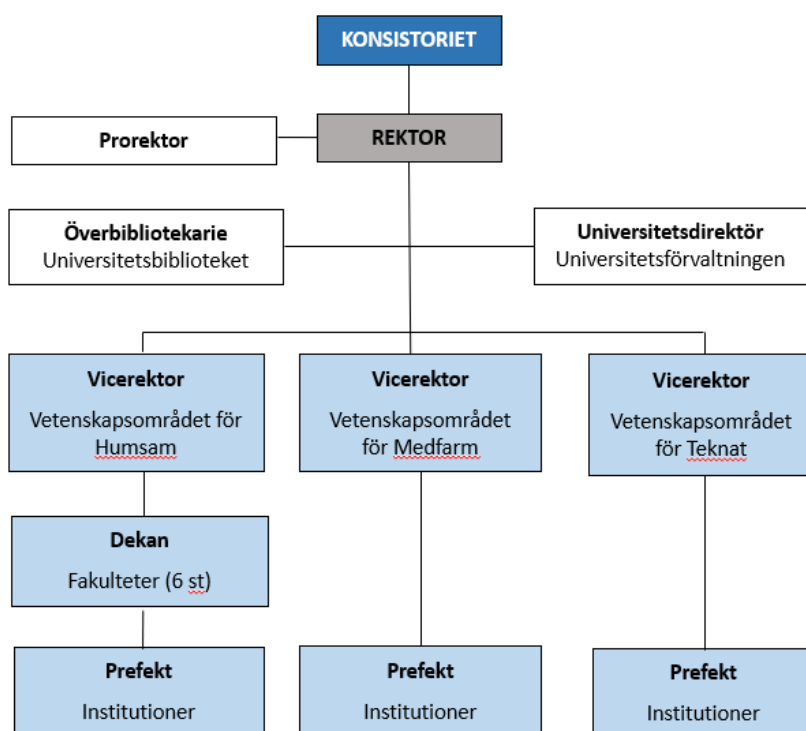 KONSISTORIET
Prorektor
REKTOR
Överbibliotekarie
Universitetsbiblioteket
Universitetsdirektör
Universitetsförvaltningen
Vicerektor
Vetenskapsområdet för
Humsam
Vicerektor
Vetenskapsområdet
för Medfarm
Vicerektor
Vetenskapsområdet
för Teknat
Dekan
Fakulteter (6 st)
Prefekt
Institutioner
Prefekt
Institutioner
Prefekt
Institutioner